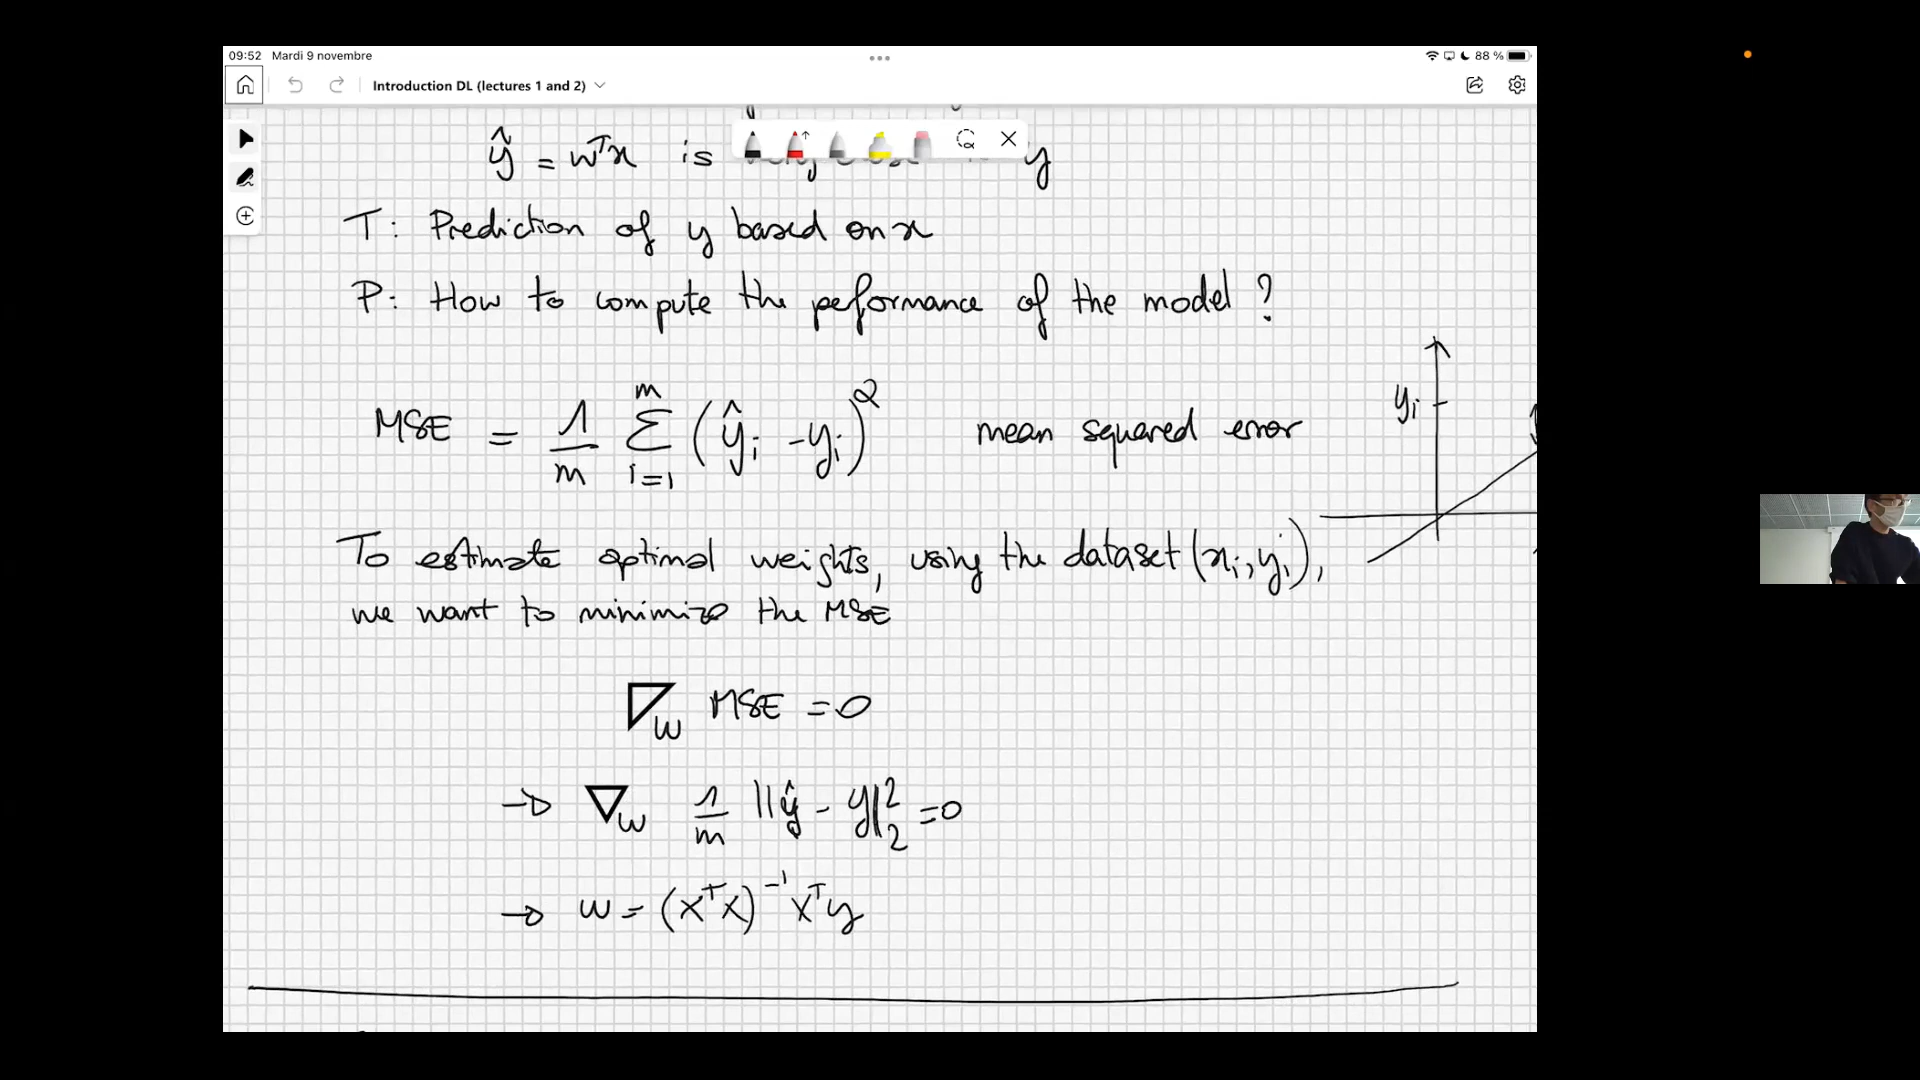 09:52 Mardi 9 novembre 88 %
Introduction DL (lectures 1 and 2)
ŷ = wᵀx is y
T: Prediction of y based on x
P: How to compute the performance of the model ?
MSE = 1/m Σ_{i=1}^{m} (ŷᵢ - yᵢ)² mean squared error
yᵢ
To estimate optimal weights, using the dataset (xᵢ, yᵢ),
we want to minimize the MSE
∇_w MSE = 0
→ ∇_w 1/m ||ŷ - y||₂² = 0
→ w = (XᵀX)⁻¹ Xᵀy